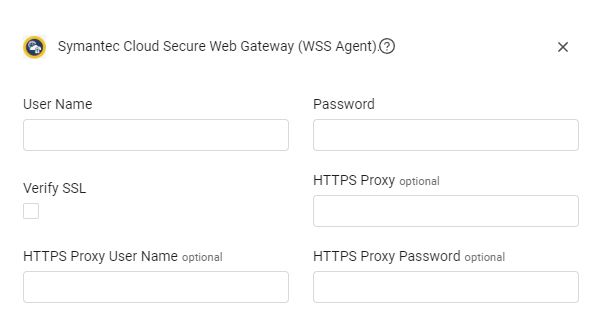 Symantec Cloud Secure Web Gateway (WSS Agent).
User Name
Password
Verify SSL
HTTPS Proxy optional
HTTPS Proxy User Name optional
HTTPS Proxy Password optional